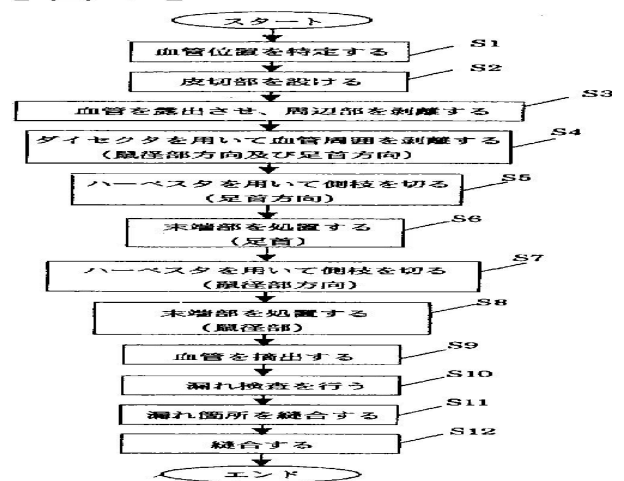 スタート
血管位置を特定する
S1
皮切部を設ける
S2
血管を露出させ、周辺部を剥離する
S3
ダイセクタを用いて血管周囲を剥離する
(鼠径部方向及び足首方向)
S4
ハーベスタを用いて側枝を切る
(足首方向)
S5
末端部を処置する
(足首)
S6
ハーベスタを用いて側枝を切る
(鼠径部方向)
S7
末端部を処置する
(鼠径部)
S8
血管を摘出する
S9
漏れ検査を行う
S10
漏れ箇所を縫合する
S11
縫合する
S12
エンド